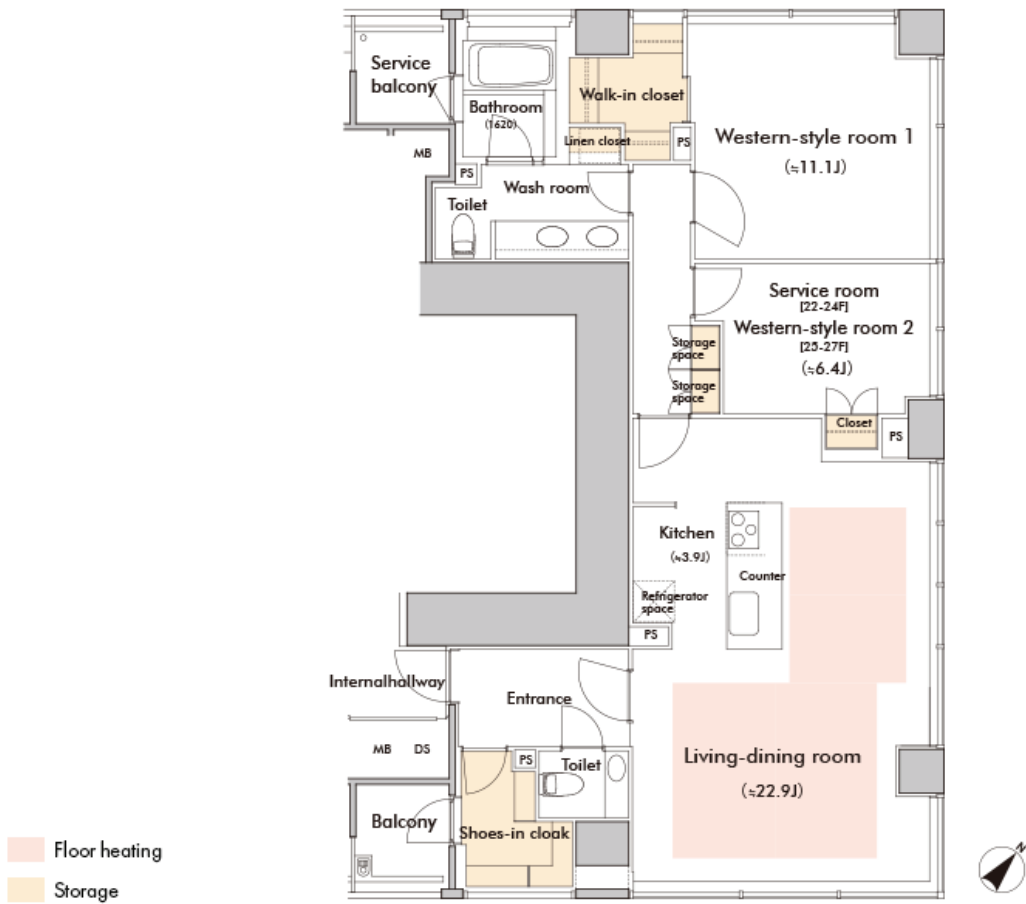 Service
balcony
Bathroom
(1620)
Walk-in closet
Linen closet
PS
MB
PS
Wash room
Toilet
Western-style room 1
(≒11.1J)
Service room
[22-24F]
Western-style room 2
[25-27F]
(≒6.4J)
Storage
space
Storage
space
Closet
PS
Kitchen
(≒3.9J)
Counter
Refrigerator
space
PS
Internalhallway
Entrance
MB DS
PS
Toilet
Living-dining room
(≒22.9J)
Balcony
Shoes-in cloak
Floor heating
Storage
N